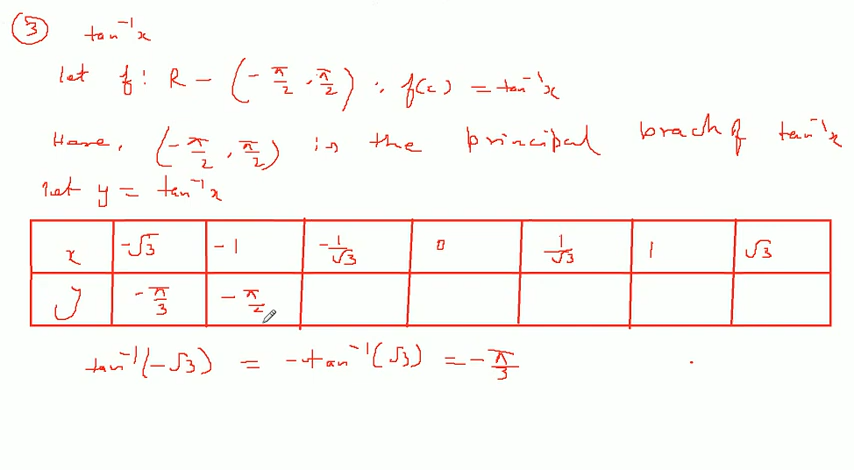 ③ tan⁻¹x
let f: R – (-π/2, π/2) : f(x) = tan⁻¹x
Here, (-π/2, π/2) is the principal brach of tan⁻¹x
let y = tan⁻¹x
x -√3 -1 -1/√3 0 1/√3 1 √3
y -π/3 -π/2
tan⁻¹(-√3) = -tan⁻¹(√3) = -π/3